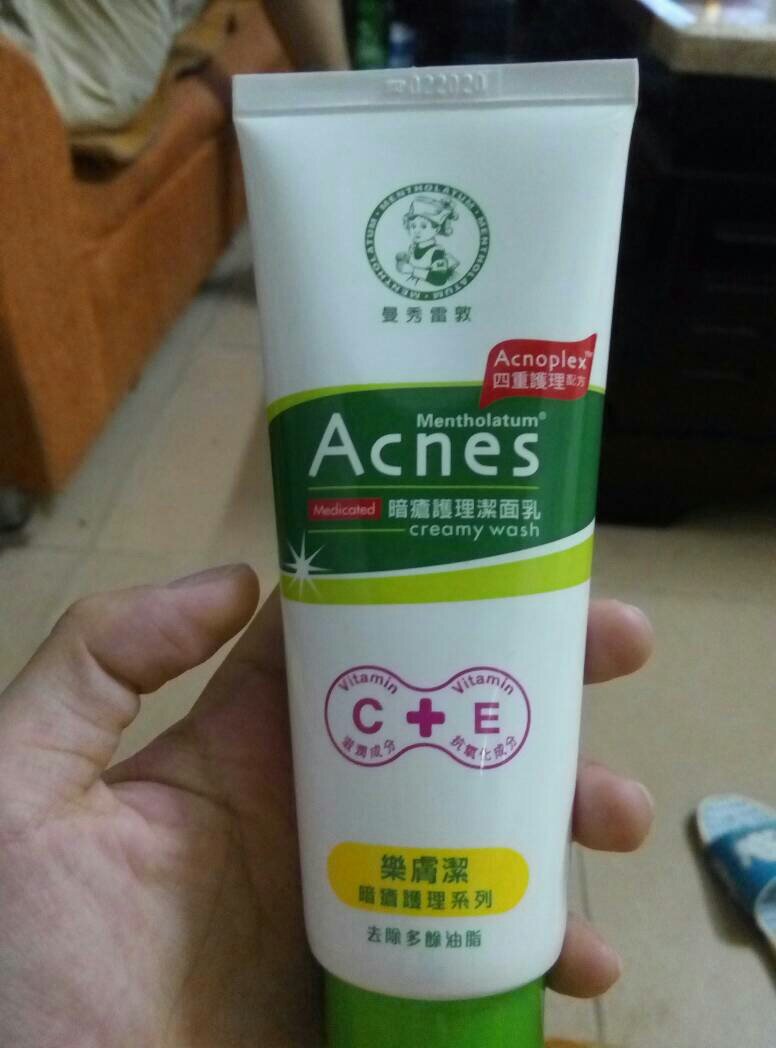 022020
MENTHOLATUM · MENTHOLATUM · MENTHOLATUM
曼秀雷敦
Acnoplex™
四重護理配方
Mentholatum®
Acnes
Medicated 暗瘡護理潔面乳
creamy wash
Vitamin Vitamin
C + E
滋潤成分 抗氧化成分
樂膚潔
暗瘡護理系列
去除多餘油脂